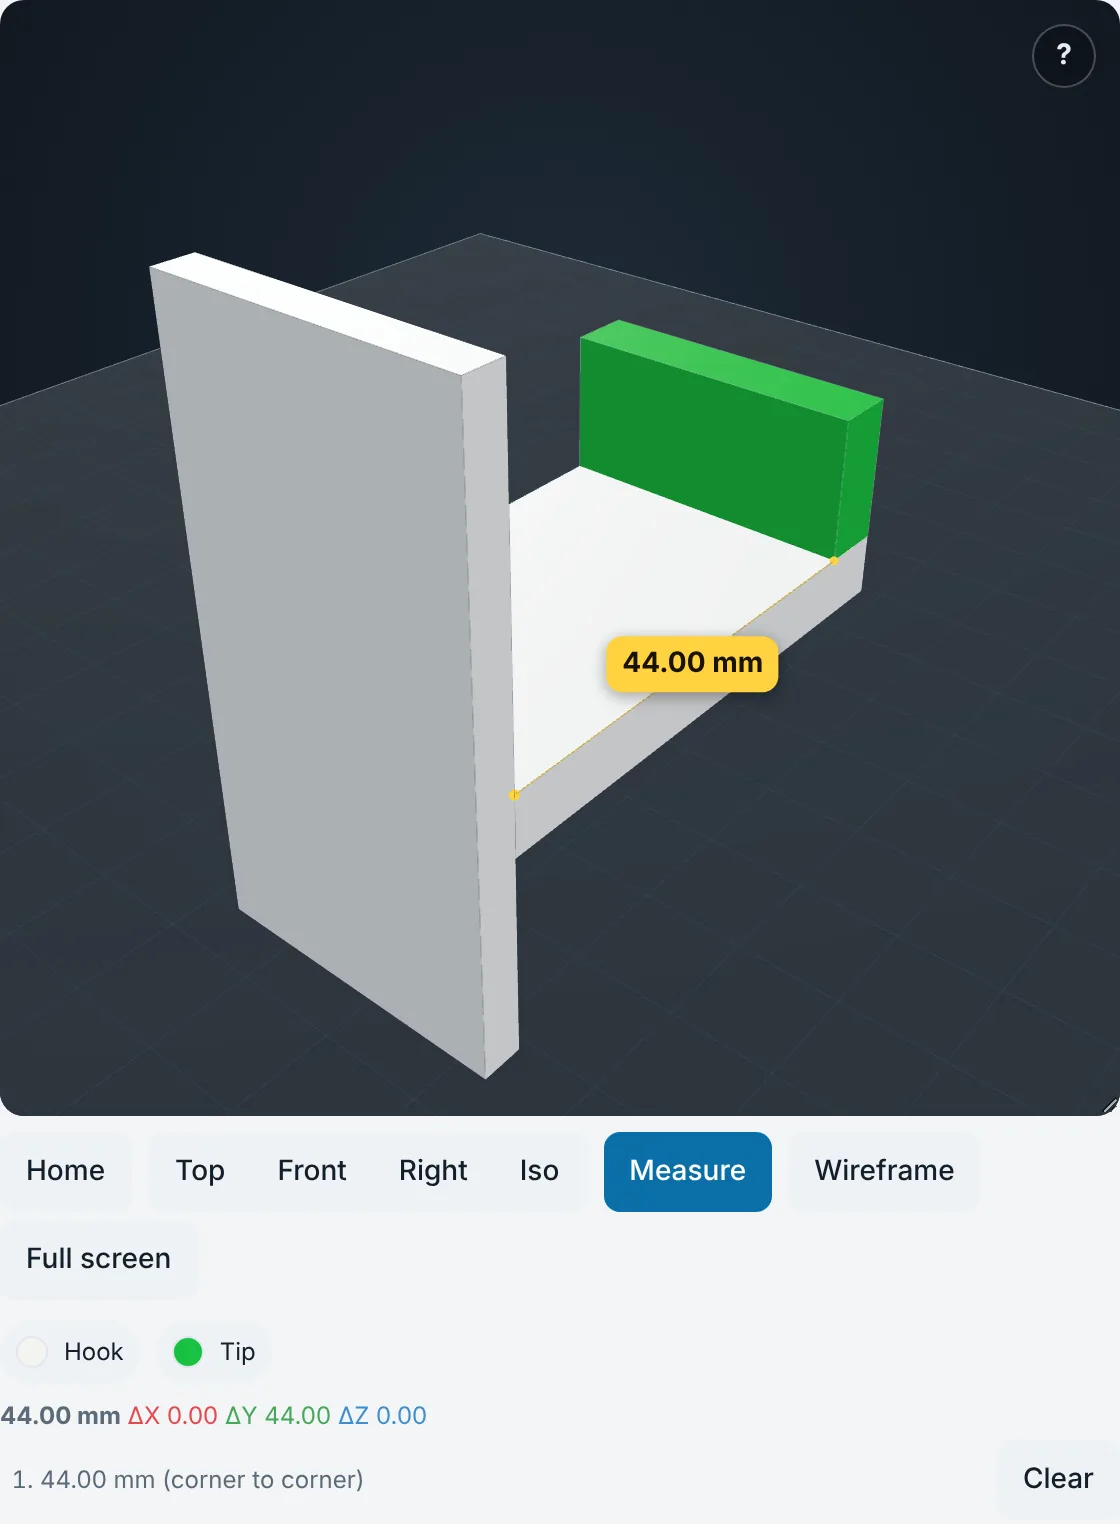 ?
44.00 mm
Home Top Front Right Iso Measure Wireframe
Full screen
Hook Tip
44.00 mm ΔX 0.00 ΔY 44.00 ΔZ 0.00
1. 44.00 mm (corner to corner) Clear